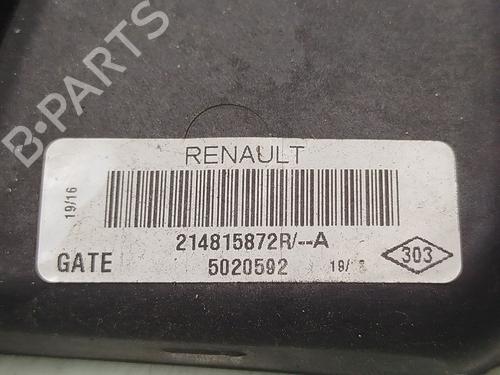 B-PARTS
RENAULT
19/16
214815872R/--A
GATE
5020592
303